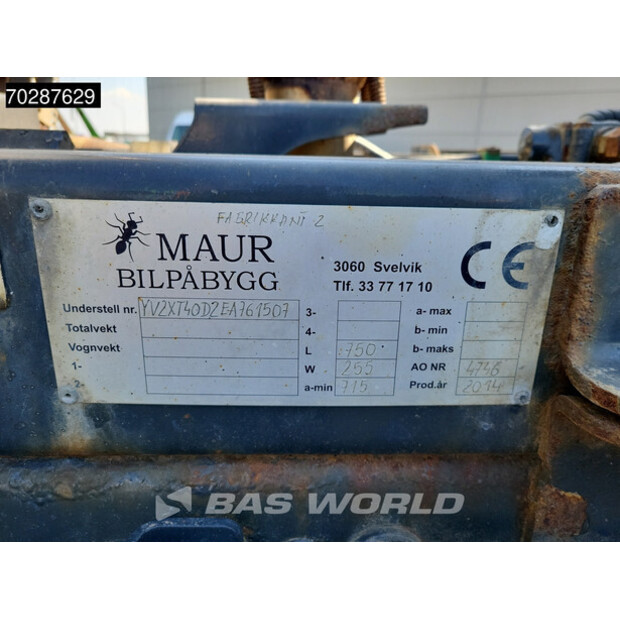 70287629
FABRIKKANT 2
MAUR
BILPÅBYGG
3060 Svelvik
Tlf. 33 77 17 10
CE
Understell nr. YV2XT40D2EA761507 3- a- max
Totalvekt 4- b- min
Vognvekt L 750 b- maks
1- W 255 AO NR 4748
2- a-min 715 Prod.år 2014
BAS WORLD